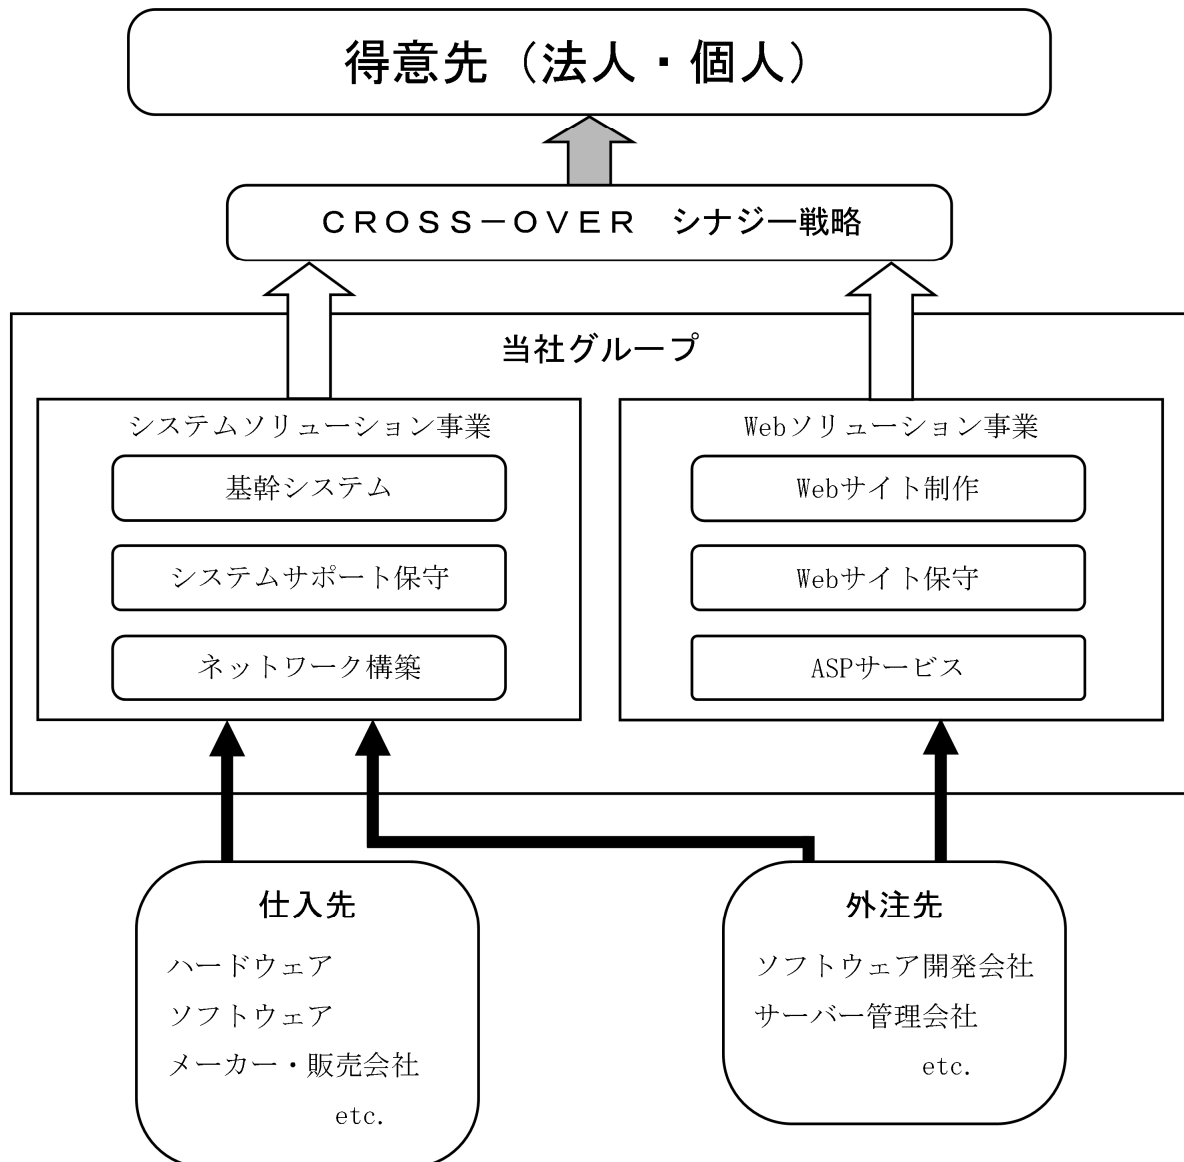 得意先（法人・個人）
ＣＲＯＳＳ－ＯＶＥＲ　シナジー戦略
当社グループ
システムソリューション事業
基幹システム
システムサポート保守
ネットワーク構築
Webソリューション事業
Webサイト制作
Webサイト保守
ASPサービス
仕入先
ハードウェア
ソフトウェア
メーカー・販売会社
etc.
外注先
ソフトウェア開発会社
サーバー管理会社
etc.